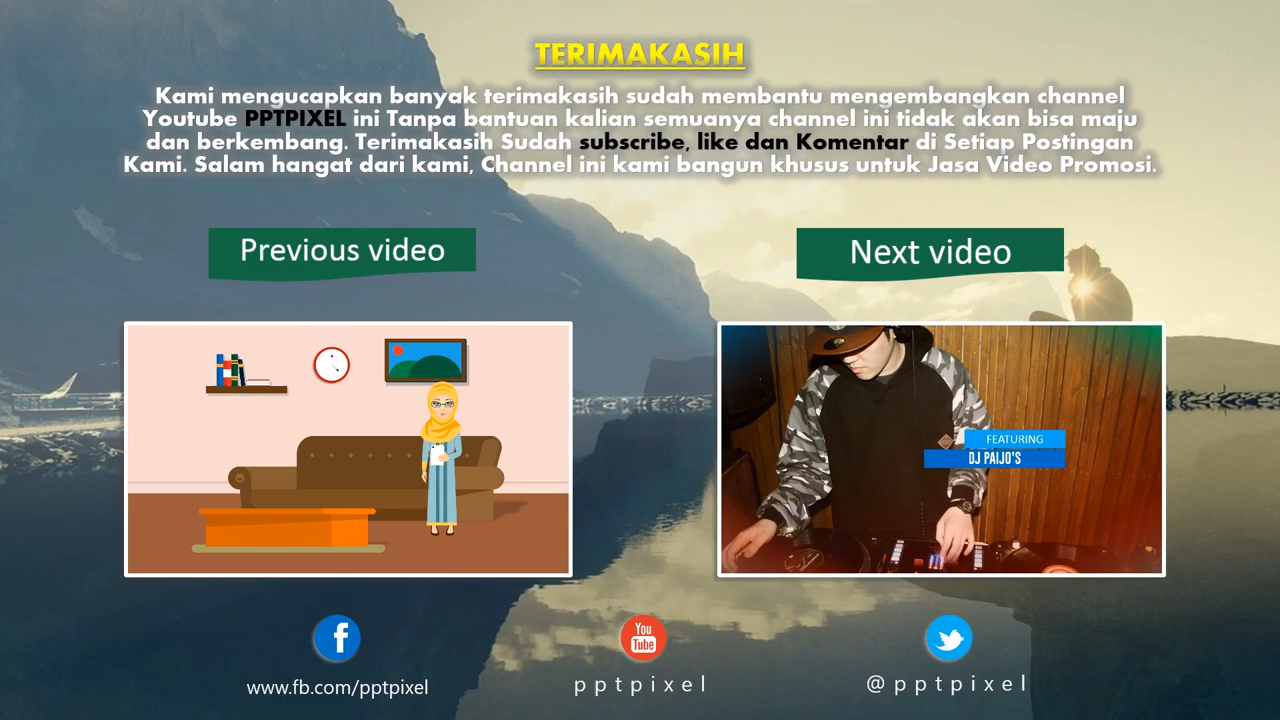 TERIMAKASIH
Kami mengucapkan banyak terimakasih sudah membantu mengembangkan channel
Youtube PPTPIXEL ini Tanpa bantuan kalian semuanya channel ini tidak akan bisa maju
dan berkembang. Terimakasih Sudah subscribe, like dan Komentar di Setiap Postingan
Kami. Salam hangat dari kami, Channel ini kami bangun khusus untuk Jasa Video Promosi.
Previous video
Next video
FEATURING
DJ PAIJO'S
f
You
Tube
www.fb.com/pptpixel
pptpixel
@pptpixel